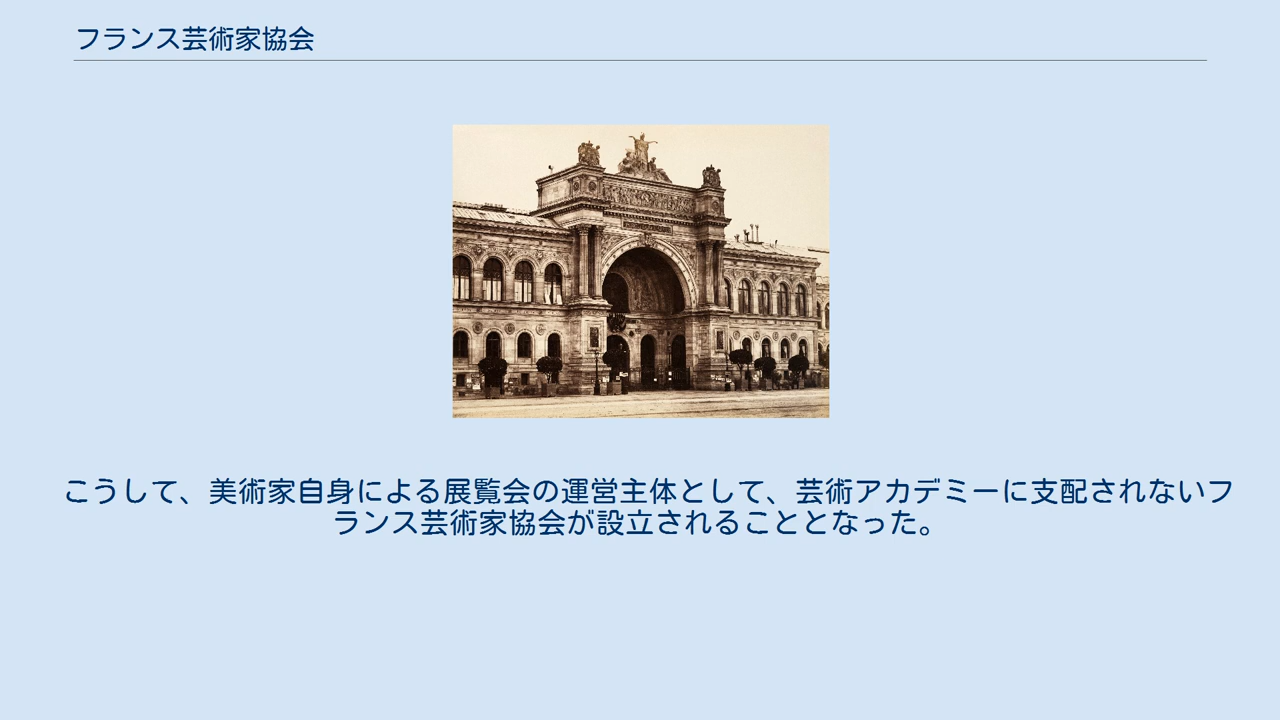 フランス芸術家協会
こうして、美術家自身による展覧会の運営主体として、芸術アカデミーに支配されないフ
ランス芸術家協会が設立されることとなった。